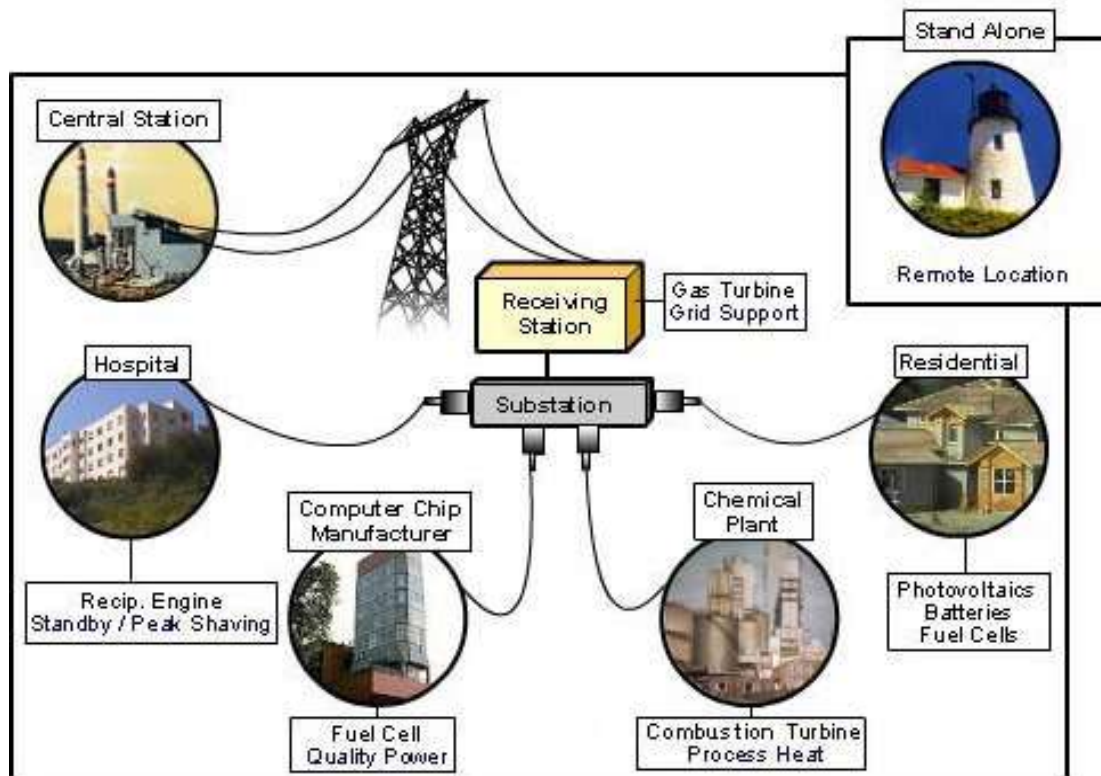 Stand Alone
Central Station
Remote Location
Receiving
Station
Gas Turbine
Grid Support
Hospital
Substation
Residential
Computer Chip
Manufacturer
Chemical
Plant
Recip. Engine
Standby / Peak Shaving
Photovoltaics
Batteries
Fuel Cells
Fuel Cell
Quality Power
Combustion Turbine
Process Heat